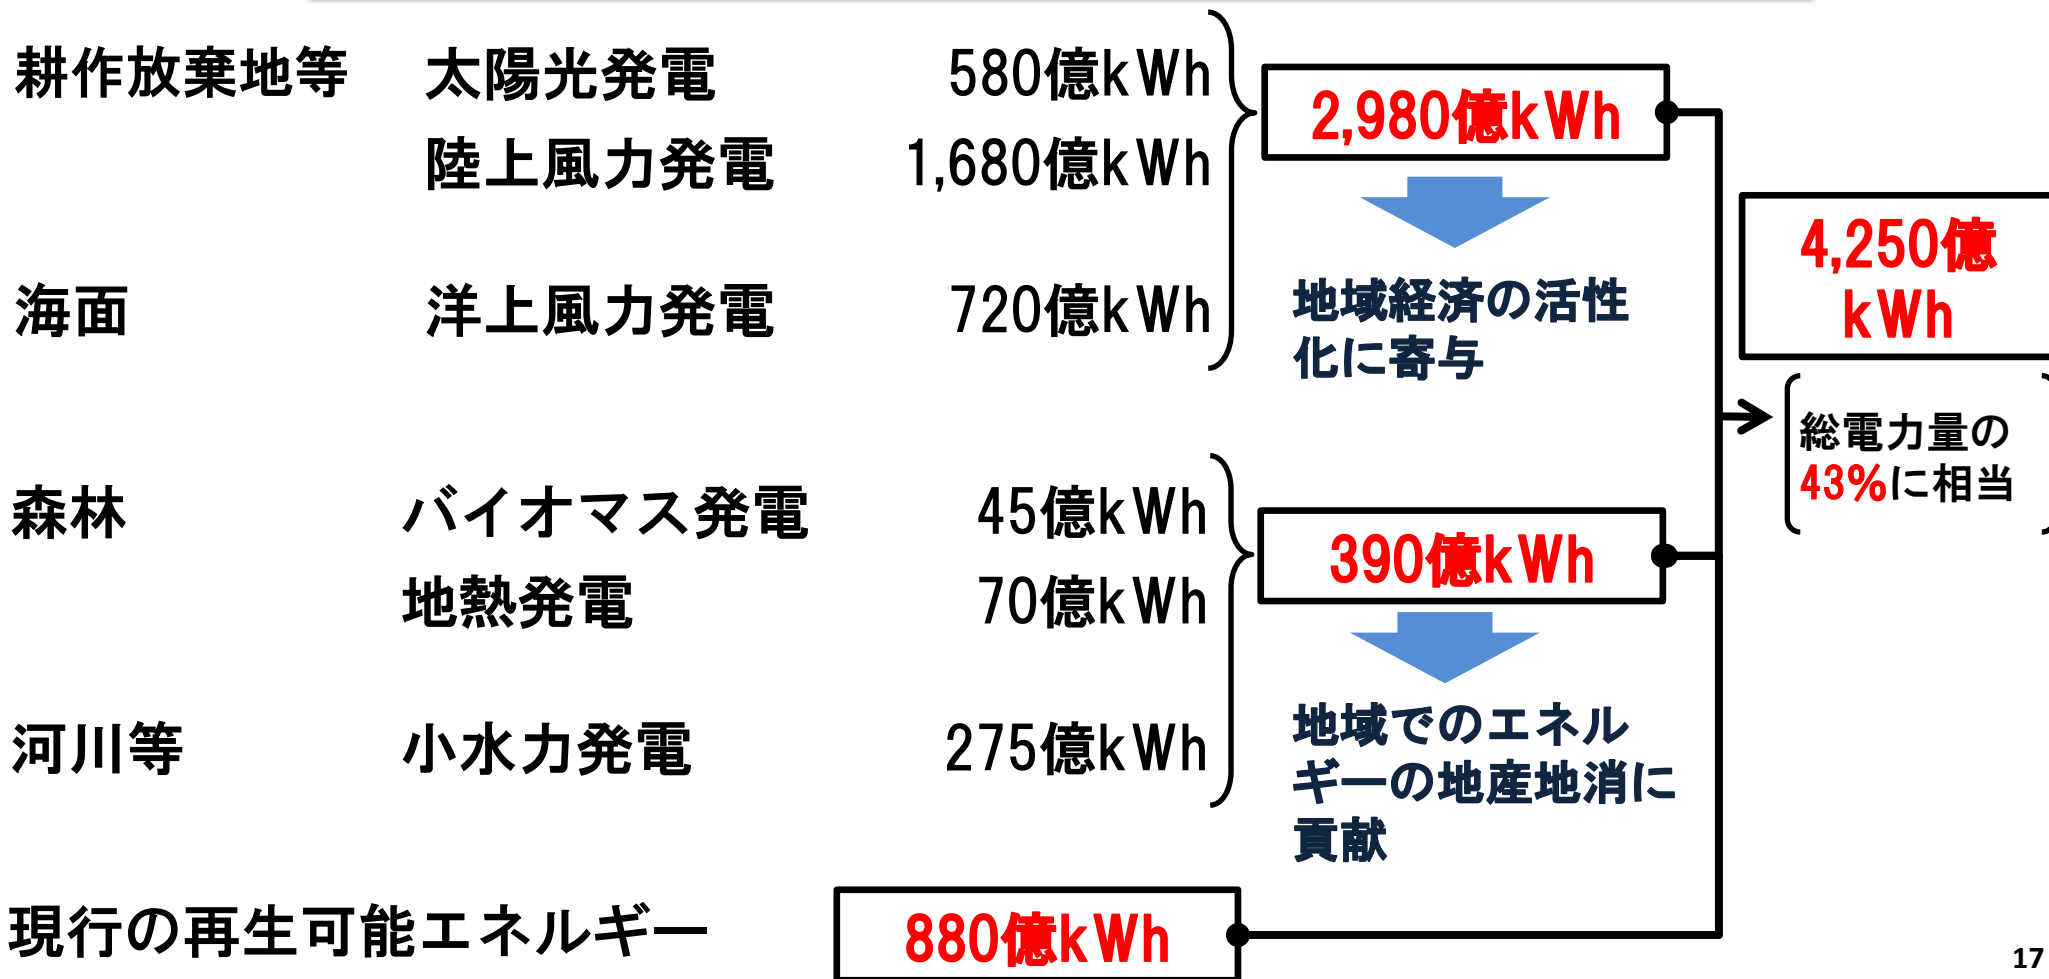 耕作放棄地等 太陽光発電 580億kWh
2,980億kWh
陸上風力発電 1,680億kWh
4,250億
kWh
海面 洋上風力発電 720億kWh
地域経済の活性
化に寄与
総電力量の
43%に相当
森林 バイオマス発電 45億kWh
390億kWh
地熱発電 70億kWh
河川等 小水力発電 275億kWh
地域でのエネル
ギーの地産地消に
貢献
現行の再生可能エネルギー 880億kWh
17